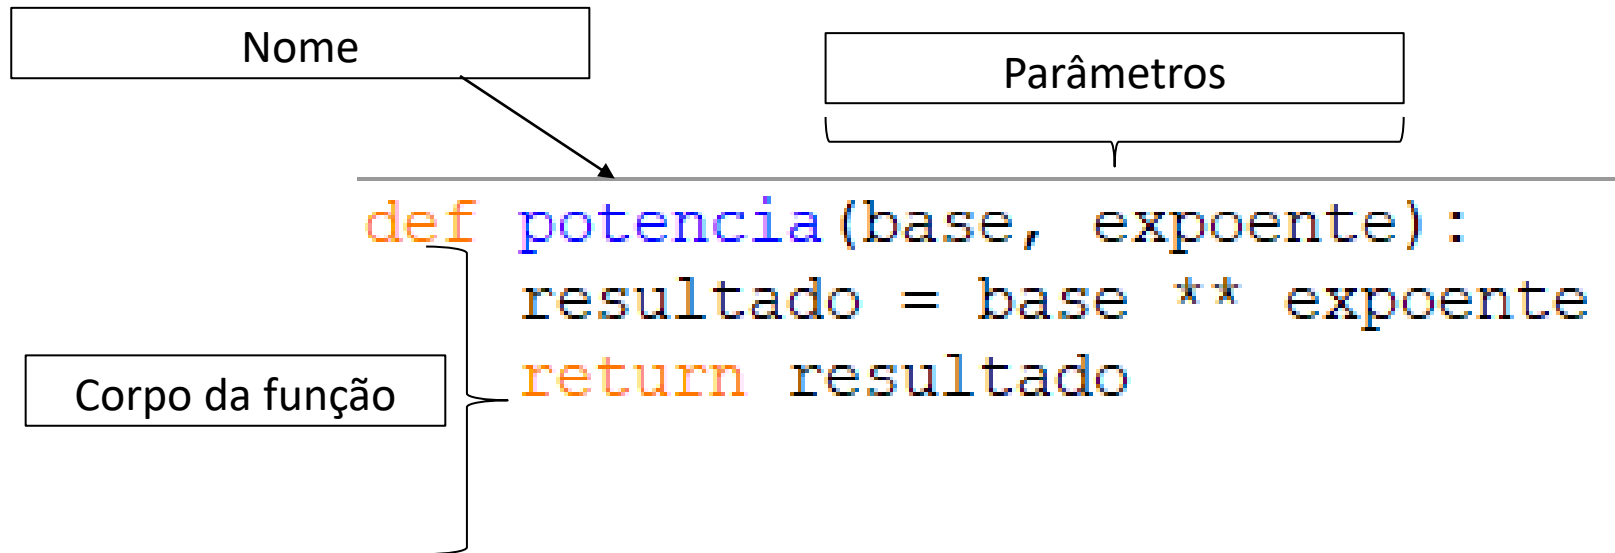 Nome
Parâmetros
def potencia(base, expoente):
resultado = base ** expoente
return resultado
Corpo da função